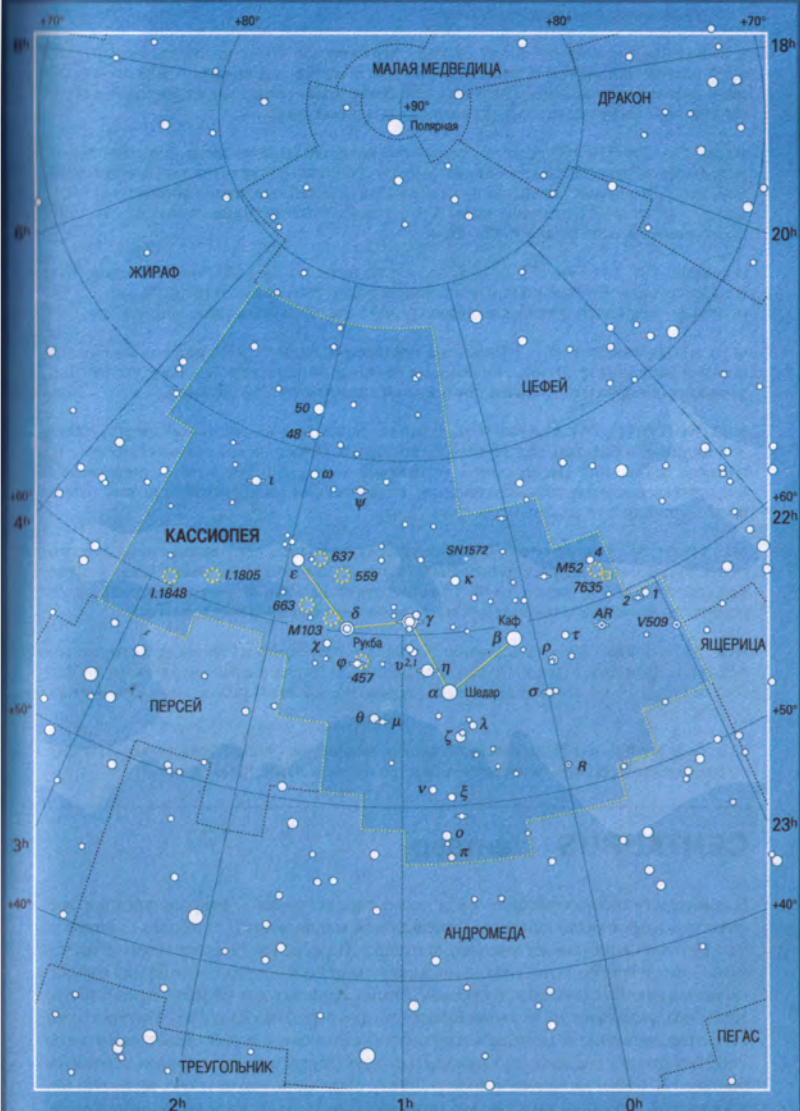 +70° +80° +80° +70°
8h 18h
МАЛАЯ МЕДВЕДИЦА
ДРАКОН
+90°
Полярная
6h 20h
ЖИРАФ
ЦЕФЕЙ
50
48
ω
ι
ψ
+60° +60°
4h 22h
КАССИОПЕЯ
SN1572
4
637
M52
ε
I.1805
559
κ
7635
I.1848
663
δ
2 1
M103
γ
Каф
AR V509
Рукба
β
τ
χ
ЯЩЕРИЦА
φ
υ2,1
η
ρ
457
α
Шедар
σ
ПЕРСЕЙ
+50° +50°
θ μ
λ
ζ
R
ν
ξ
23h
ο
3h
π
+40° +40°
АНДРОМЕДА
ПЕГАС
ТРЕУГОЛЬНИК
2h 1h 0h